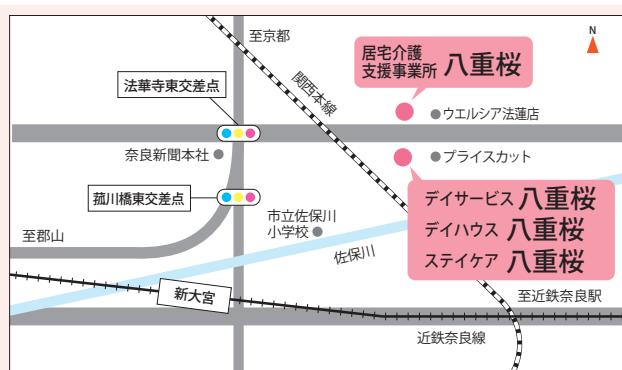 N
至京都
居宅介護
支援事業所 八重桜
関西本線
法華寺東交差点
ウエルシア法蓮店
奈良新聞本社
プライスカット
菰川橋東交差点
デイサービス 八重桜
デイハウス 八重桜
ステイケア 八重桜
市立佐保川
小学校
至郡山
佐保川
新大宮
至近鉄奈良駅
近鉄奈良線